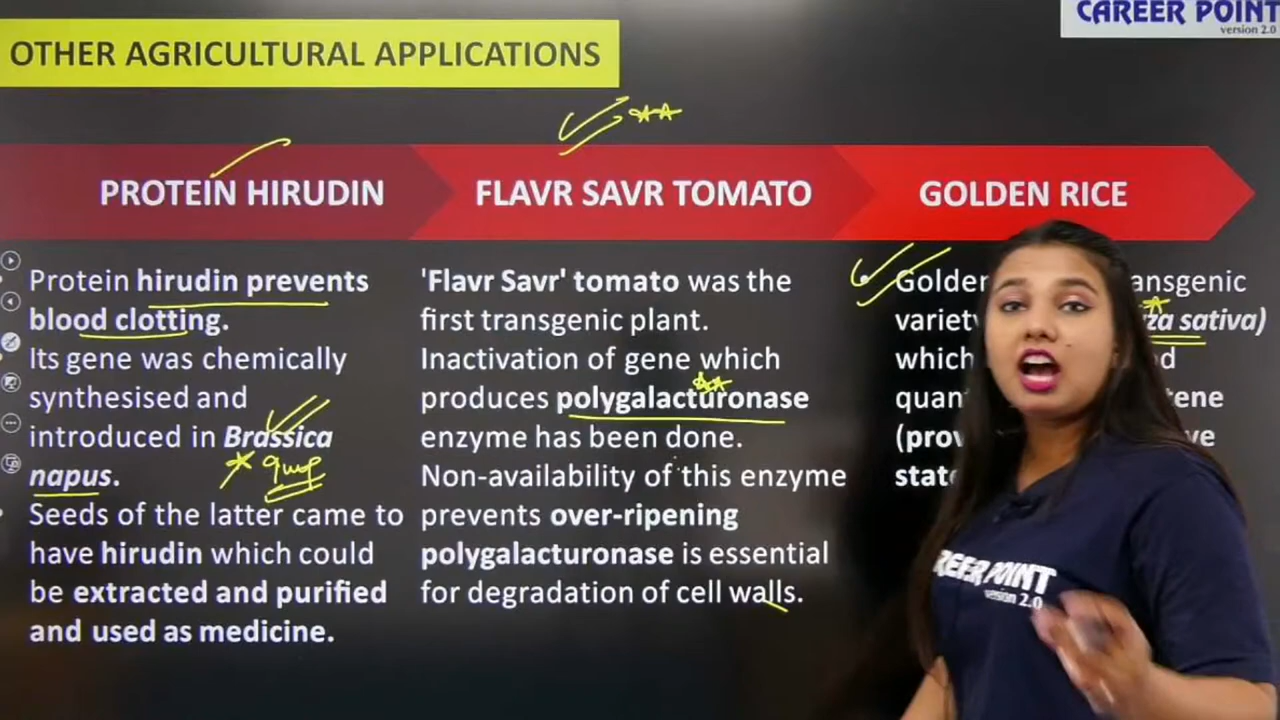 CAREER POINT
version 2.0
OTHER AGRICULTURAL APPLICATIONS
PROTEIN HIRUDIN
FLAVR SAVR TOMATO
GOLDEN RICE
Protein hirudin prevents
blood clotting.
Its gene was chemically
synthesised and
introduced in Brassica
napus.
Seeds of the latter came to
have hirudin which could
be extracted and purified
and used as medicine.
'Flavr Savr' tomato was the
first transgenic plant.
Inactivation of gene which
produces polygalacturonase
enzyme has been done.
Non-availability of this enzyme
prevents over-ripening
polygalacturonase is essential
for degradation of cell walls.
Golden
variety sativa)
which
CAREER POINT
version 2.0